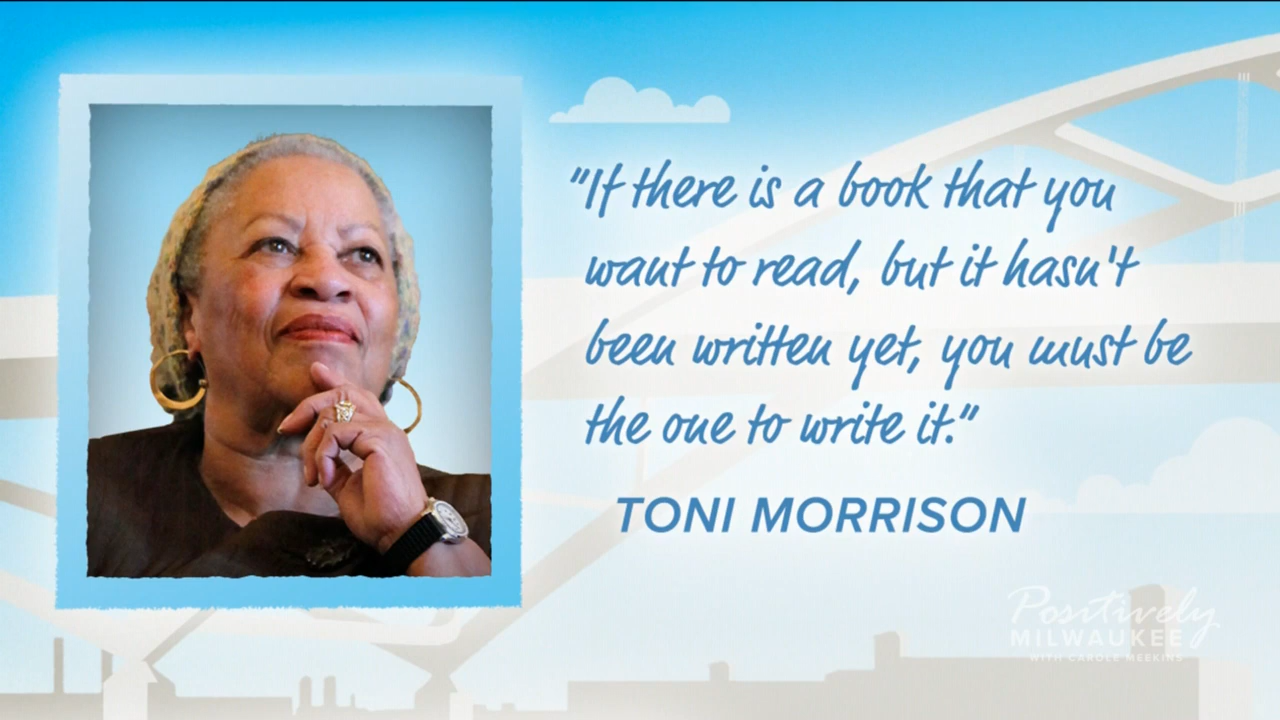 "If there is a book that you
want to read, but it hasn't
been written yet, you must be
the one to write it."
TONI MORRISON
Positively
MILWAUKEE
WITH CAROLE MEEKINS